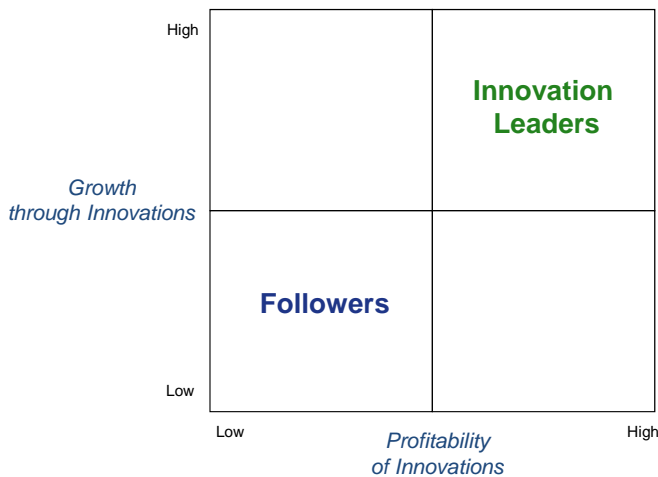 High
Innovation
Leaders
Growth
through Innovations
Followers
Low
Low
Profitability
of Innovations
High